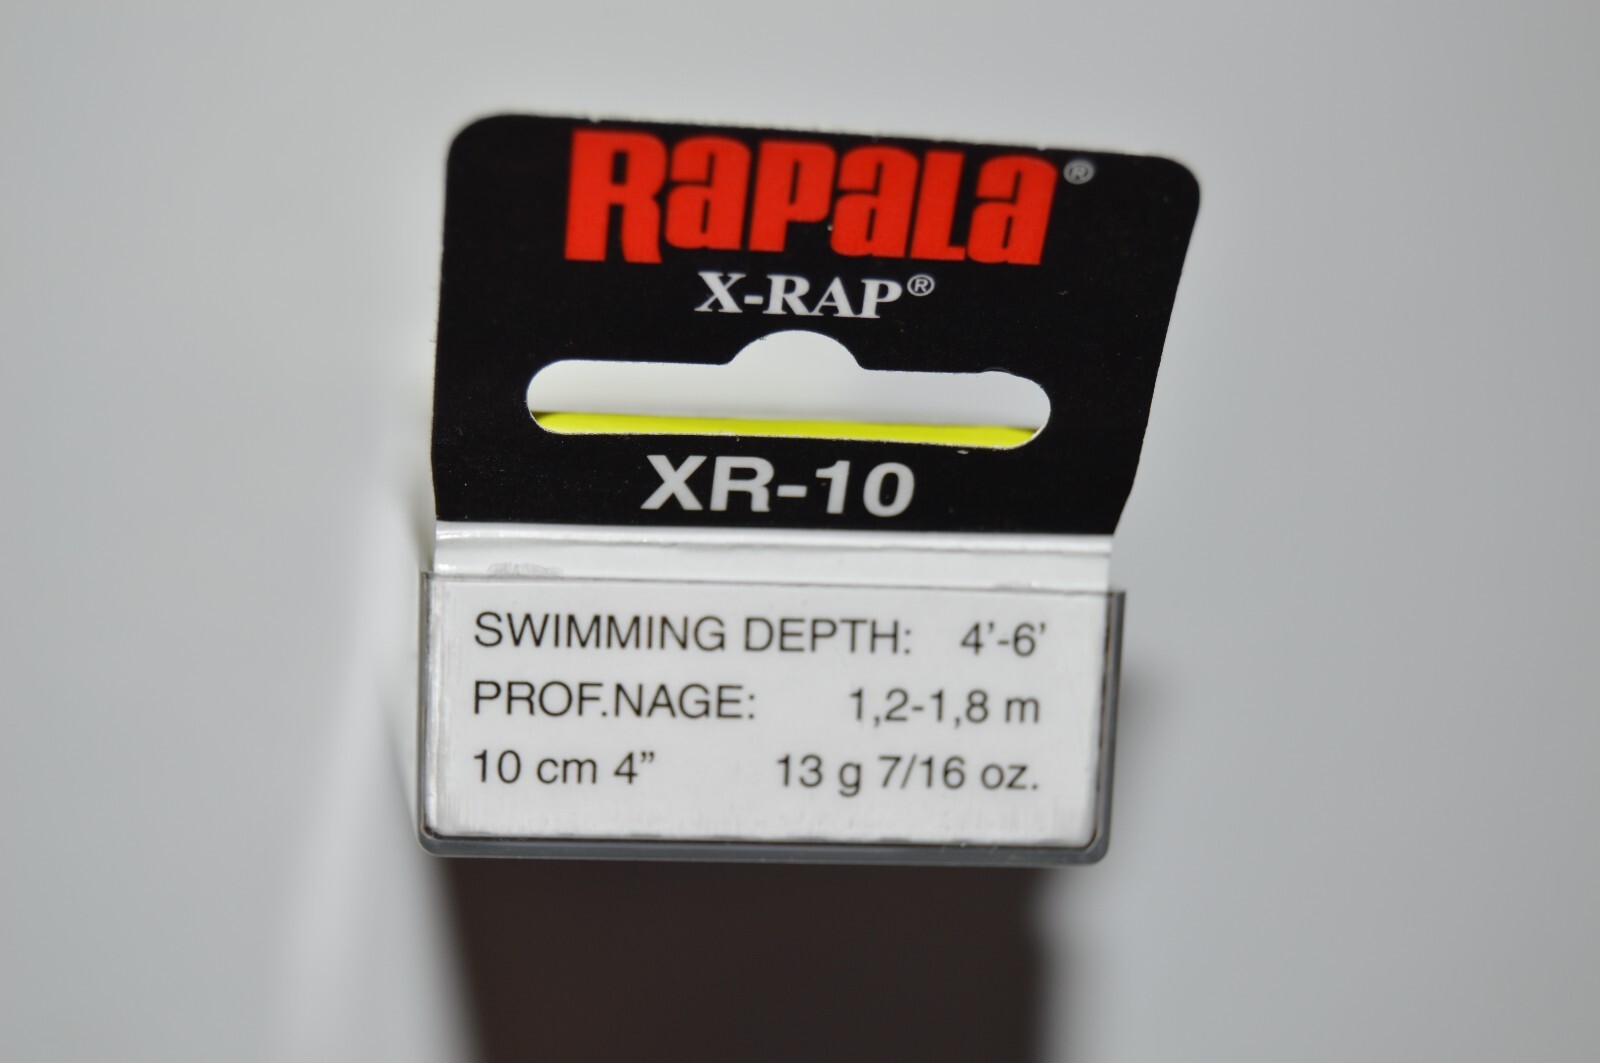 RAPALA®
X-RAP®
XR-10
SWIMMING DEPTH: 4'-6'
PROF.NAGE: 1,2-1,8 m
10 cm 4” 13 g 7/16 oz.